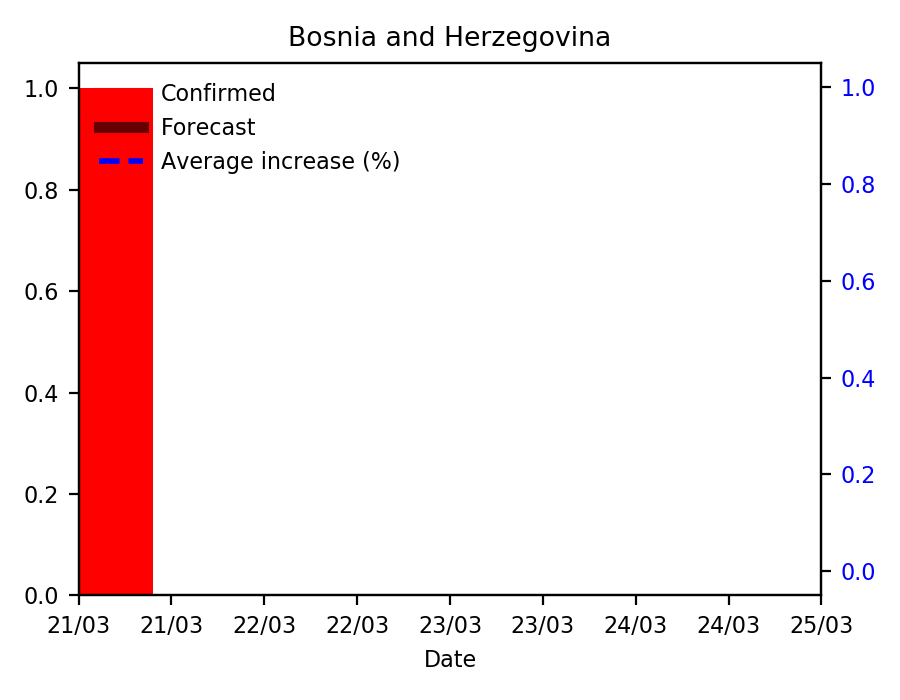 Bosnia and Herzegovina
1.0
0.8
0.6
0.4
0.2
0.0
Confirmed
Forecast
Average increase (%)
1.0
0.8
0.6
0.4
0.2
0.0
21/03 21/03 22/03 22/03 23/03 23/03 24/03 24/03 25/03
Date